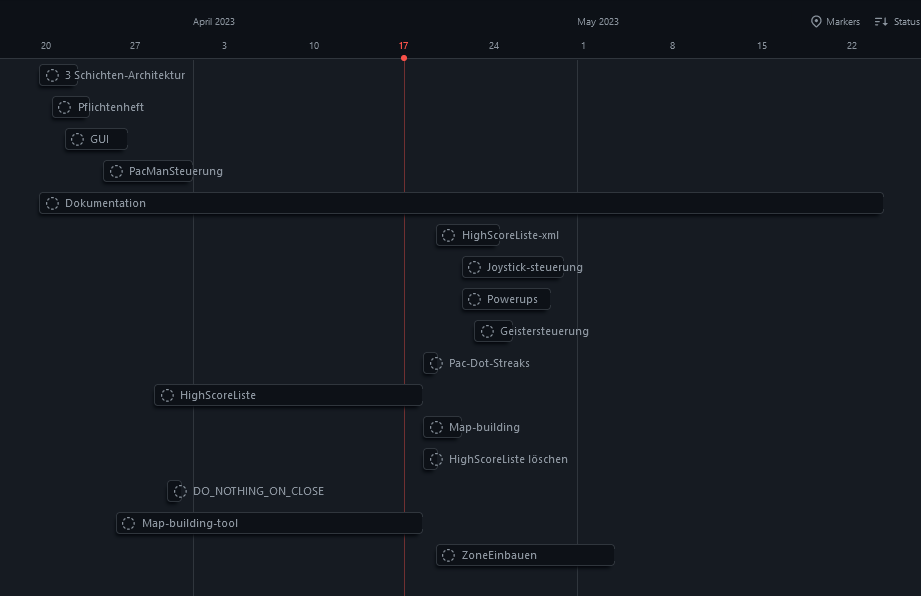 April 2023
May 2023
Markers
Status
20
27
3
10
17
24
1
8
15
22
3 Schichten-Architektur
Pflichtenheft
GUI
PacManSteuerung
Dokumentation
HighScoreListe-xml
Joystick-steuerung
Powerups
Geistersteuerung
Pac-Dot-Streaks
HighScoreListe
Map-building
HighScoreListe löschen
DO_NOTHING_ON_CLOSE
Map-building-tool
ZoneEinbauen